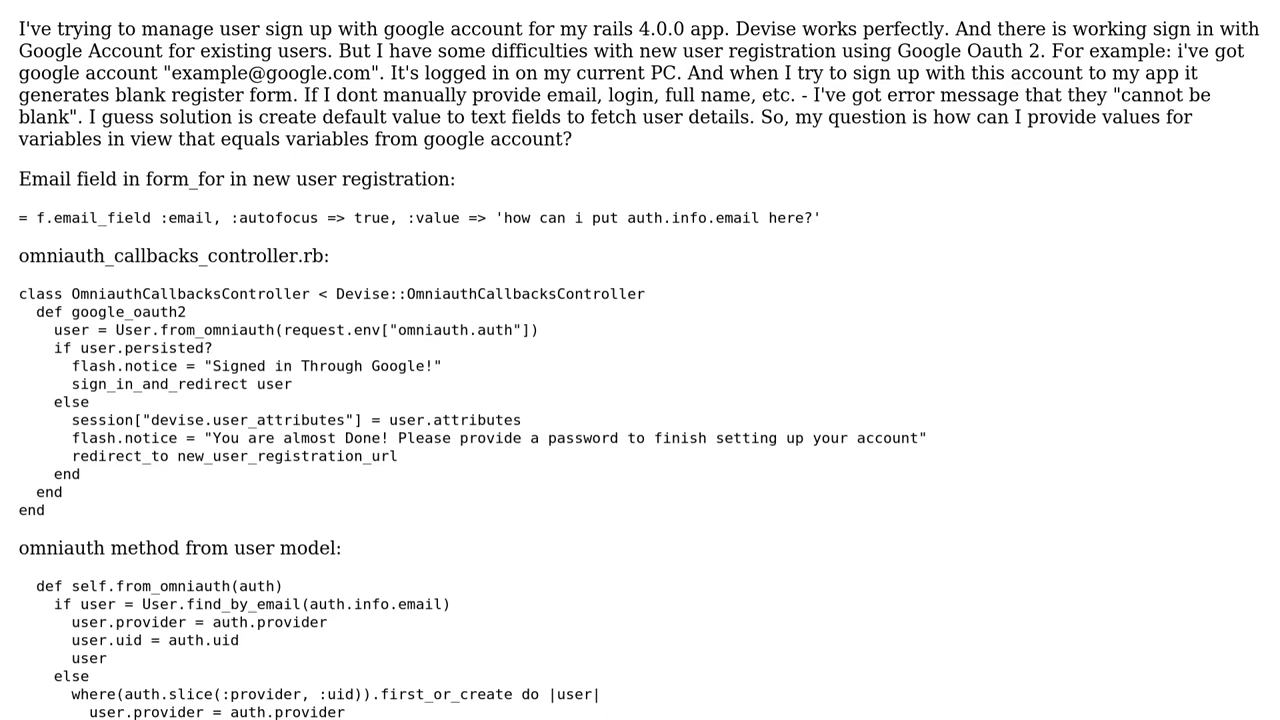 I've trying to manage user sign up with google account for my rails 4.0.0 app. Devise works perfectly. And there is working sign in with
Google Account for existing users. But I have some difficulties with new user registration using Google Oauth 2. For example: i've got
google account "example@google.com". It's logged in on my current PC. And when I try to sign up with this account to my app it
generates blank register form. If I dont manually provide email, login, full name, etc. - I've got error message that they "cannot be
blank". I guess solution is create default value to text fields to fetch user details. So, my question is how can I provide values for
variables in view that equals variables from google account?
Email field in form_for in new user registration:
= f.email_field :email, :autofocus => true, :value => 'how can i put auth.info.email here?'
omniauth_callbacks_controller.rb:
class OmniauthCallbacksController < Devise::OmniauthCallbacksController
  def google_oauth2
    user = User.from_omniauth(request.env["omniauth.auth"])
    if user.persisted?
      flash.notice = "Signed in Through Google!"
      sign_in_and_redirect user
    else
      session["devise.user_attributes"] = user.attributes
      flash.notice = "You are almost Done! Please provide a password to finish setting up your account"
      redirect_to new_user_registration_url
    end
  end
end
omniauth method from user model:
  def self.from_omniauth(auth)
    if user = User.find_by_email(auth.info.email)
      user.provider = auth.provider
      user.uid = auth.uid
      user
    else
      where(auth.slice(:provider, :uid)).first_or_create do |user|
        user.provider = auth.provider